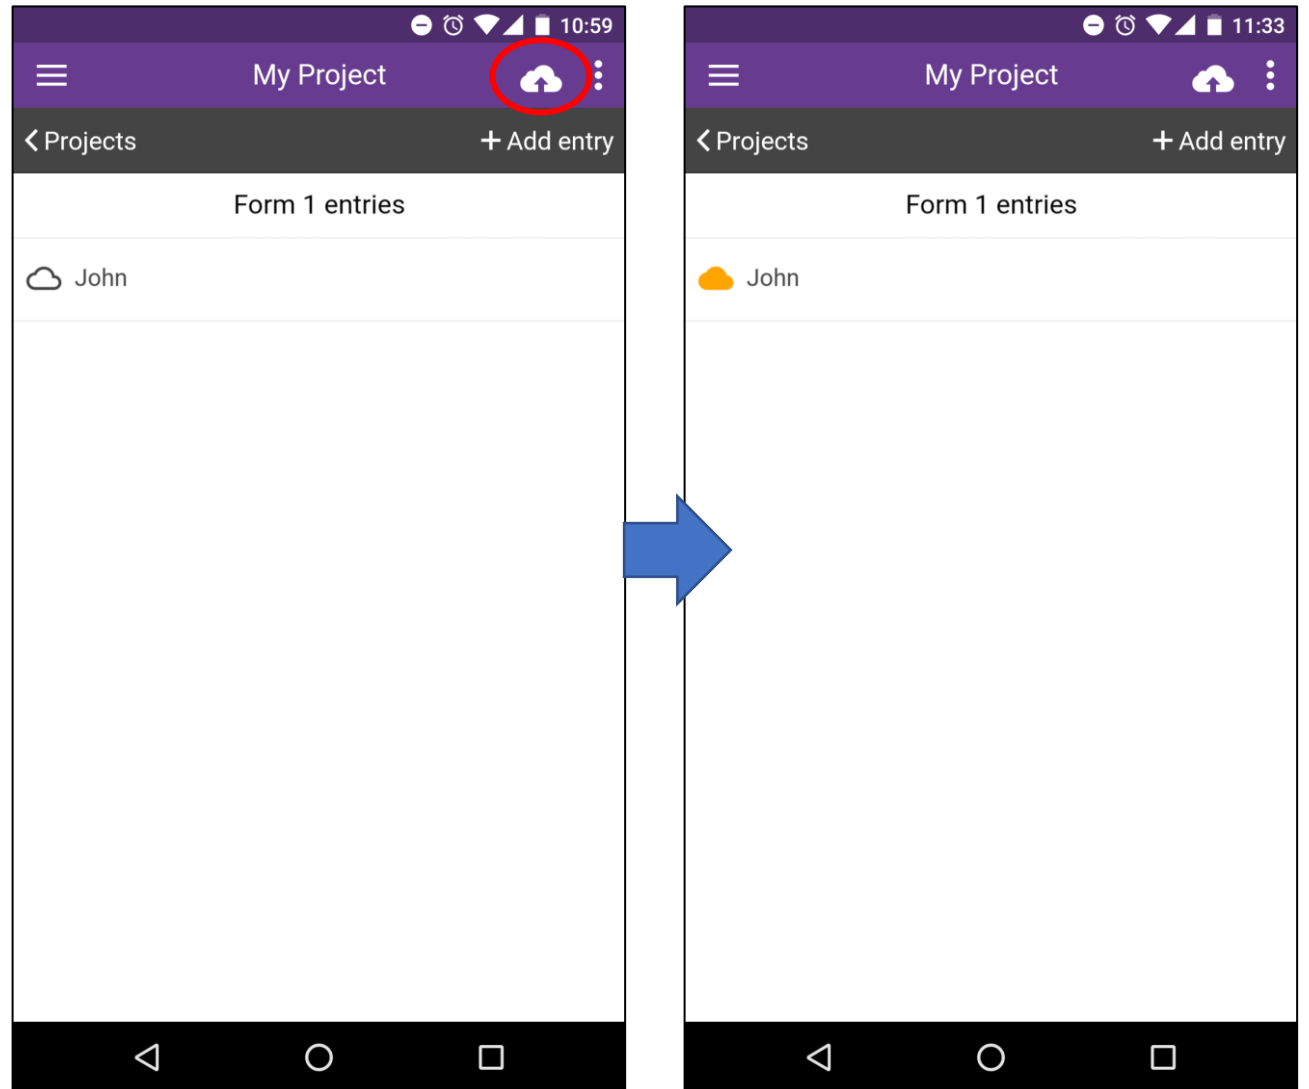 10:59
My Project
Projects
+ Add entry
Form 1 entries
John
11:33
My Project
Projects
+ Add entry
Form 1 entries
John